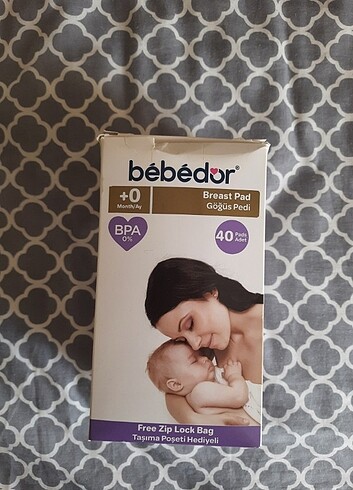 bébédor®
+0
Month/Ay
Breast Pad
Göğüs Pedi
BPA
0%
40 Pads
Adet
Free Zip Lock Bag
Taşıma Poşeti Hediyeli